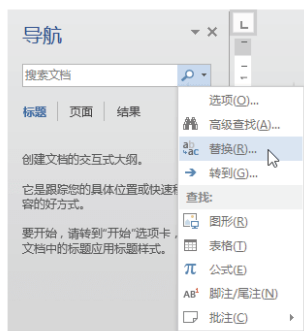 导航
搜索文档
标题 页面 结果
创建文档的交互式大纲。
它是跟踪您的具体位置或快速移
容的好方式。
要开始，请转到“开始”选项卡，
文档中的标题应用标题样式。
选项(O)...
高级查找(A)...
替换(R)...
转到(G)...
查找:
图形(R)
表格(T)
公式(E)
脚注/尾注(N)
批注(C)